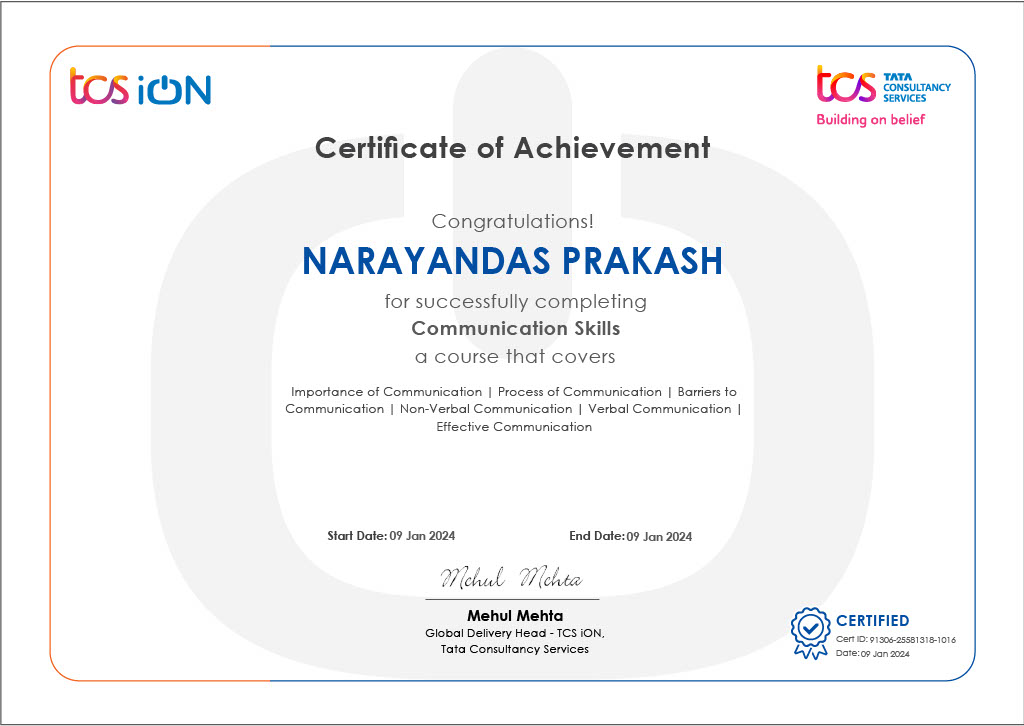 tcs iON
tcs TATA
CONSULTANCY
SERVICES
Building on belief
Certificate of Achievement
Congratulations!
NARAYANDAS PRAKASH
for successfully completing
Communication Skills
a course that covers
Importance of Communication | Process of Communication | Barriers to
Communication | Non-Verbal Communication | Verbal Communication |
Effective Communication
Start Date: 09 Jan 2024 End Date: 09 Jan 2024
Mehul Mehta
Mehul Mehta
Global Delivery Head - TCS iON,
Tata Consultancy Services
CERTIFIED
Cert ID: 91306-25581318-1016
Date: 09 Jan 2024